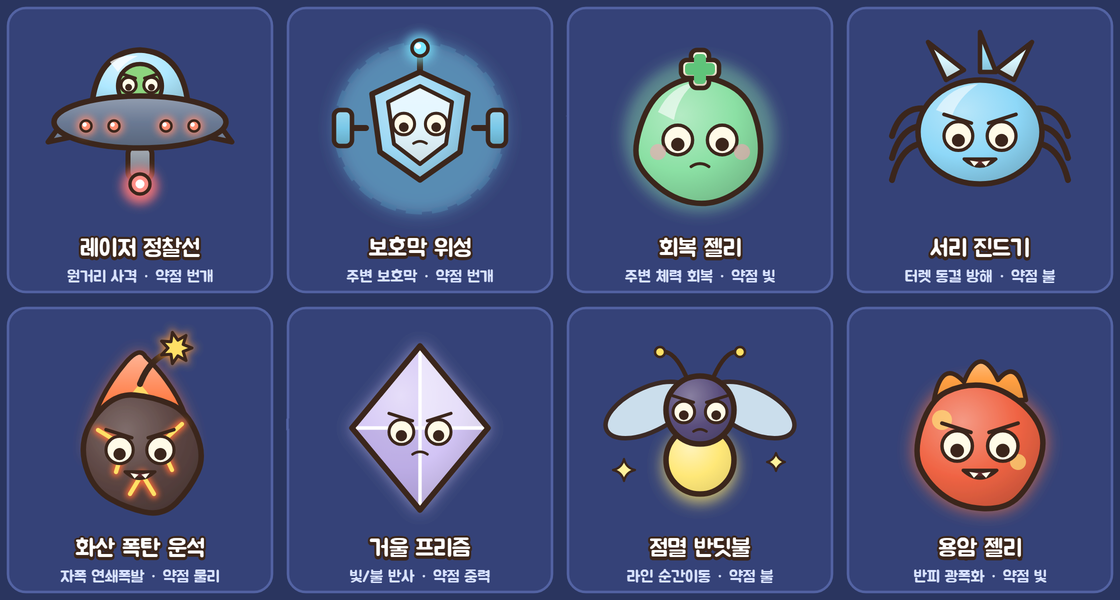 레이저 정찰선
원거리 사격 · 약점 번개
보호막 위성
주변 보호막 · 약점 번개
회복 젤리
주변 체력 회복 · 약점 빛
서리 진드기
터렛 동결 방해 · 약점 불
화산 폭탄 운석
자폭 연쇄폭발 · 약점 물리
거울 프리즘
빛/불 반사 · 약점 중력
점멸 반딧불
라인 순간이동 · 약점 불
용암 젤리
반피 광폭화 · 약점 빛